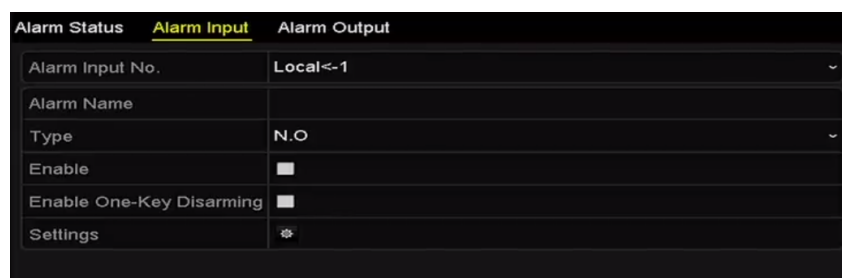 Alarm Status Alarm Input Alarm Output
Alarm Input No. Local<-1
Alarm Name
Type N.O
Enable
Enable One-Key Disarming
Settings